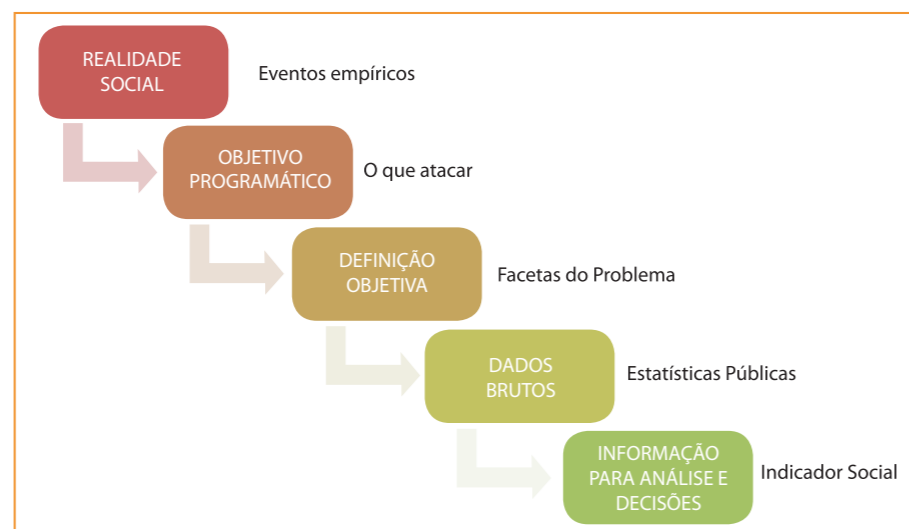 REALIDADE
SOCIAL
Eventos empíricos
OBJETIVO
PROGRAMÁTICO
O que atacar
DEFINIÇÃO
OBJETIVA
Facetas do Problema
DADOS
BRUTOS
Estatísticas Públicas
INFORMAÇÃO
PARA ANÁLISE E
DECISÕES
Indicador Social